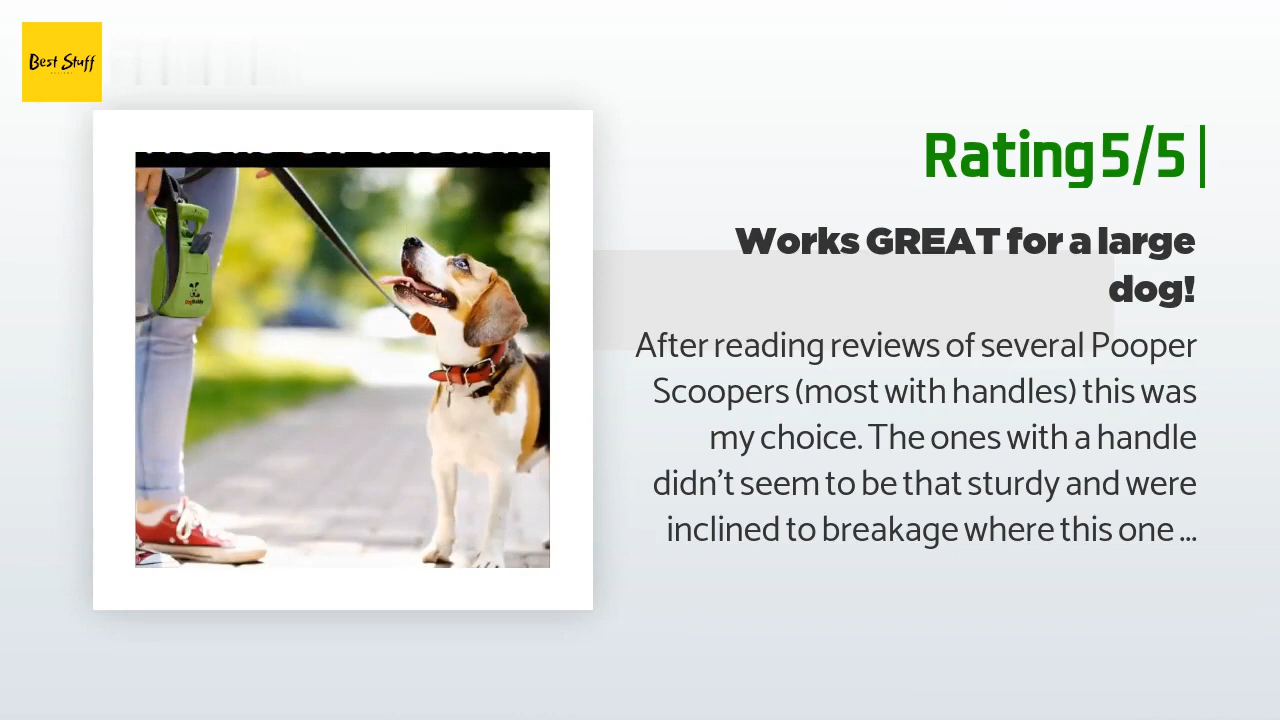 Best Stuff
Rating 5/5
Works GREAT for a large
dog!
After reading reviews of several Pooper
Scoopers (most with handles) this was
my choice. The ones with a handle
didn't seem to be that sturdy and were
inclined to breakage where this one ...